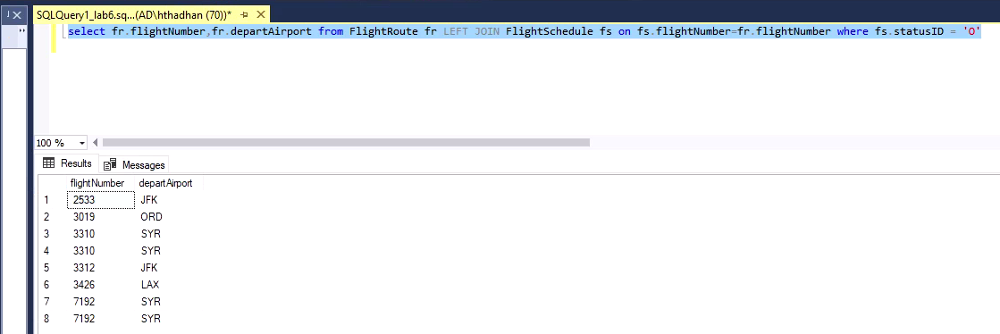 SQLQuery1_lab6.sq...(AD\hthadhan (70))*
select fr.flightNumber,fr.departAirport from FlightRoute fr LEFT JOIN FlightSchedule fs on fs.flightNumber=fr.flightNumber where fs.statusID = 'O'
100 %
Results Messages
flightNumber departAirport
1 2533 JFK
2 3019 ORD
3 3310 SYR
4 3310 SYR
5 3312 JFK
6 3426 LAX
7 7192 SYR
8 7192 SYR